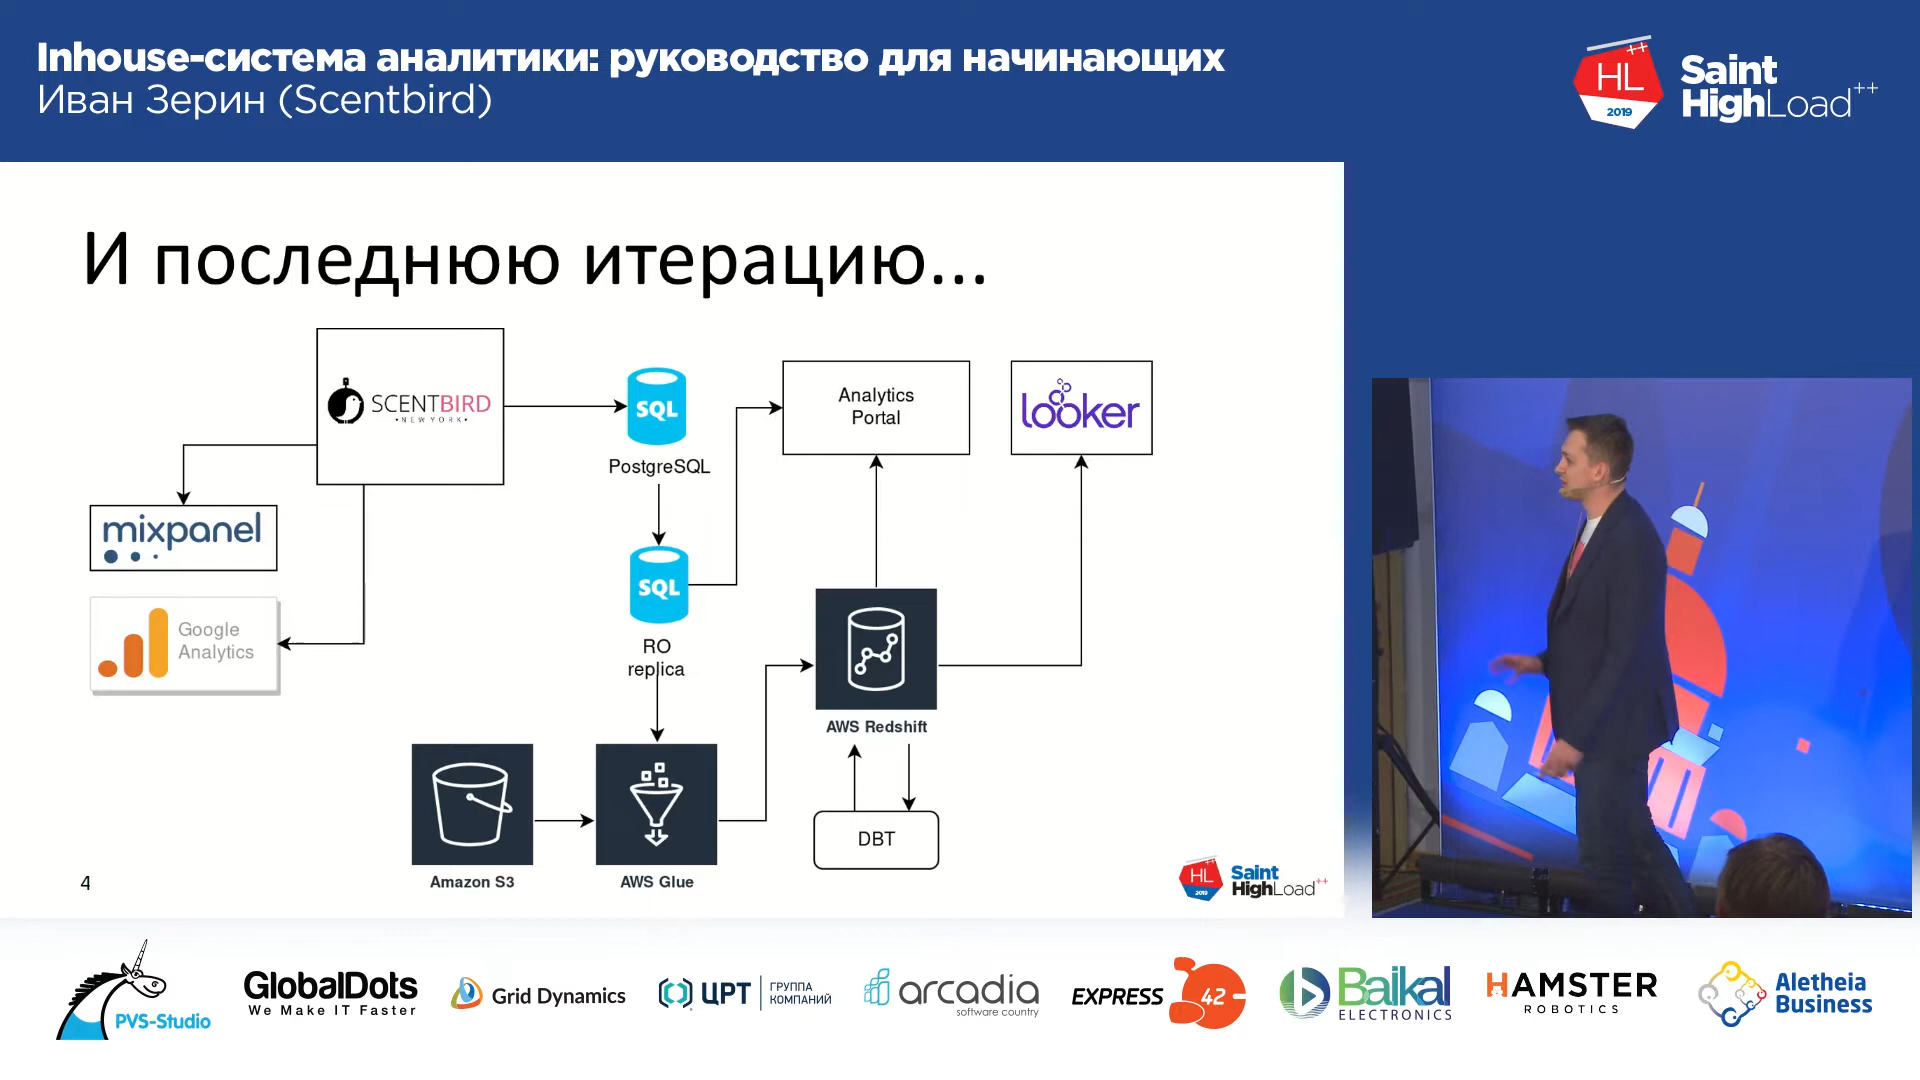 Inhouse-система аналитики: руководство для начинающих
Иван Зерин (Scentbird)
HL ++
2019
Saint
HighLoad++
И последнюю итерацию...
SCENTBIRD
•NEW YORK•
SQL
PostgreSQL
Analytics
Portal
looker
mixpanel
Google
Analytics
SQL
RO
replica
AWS Redshift
DBT
Amazon S3
AWS Glue
4
HL ++
2019
Saint
HighLoad++
PVS-Studio
GlobalDots
We Make IT Faster
Grid Dynamics
ЦРТ
ГРУППА
КОМПАНИЙ
arcadia
software country
EXPRESS 42
Baikal
ELECTRONICS
HAMSTER
ROBOTICS
Aletheia
Business